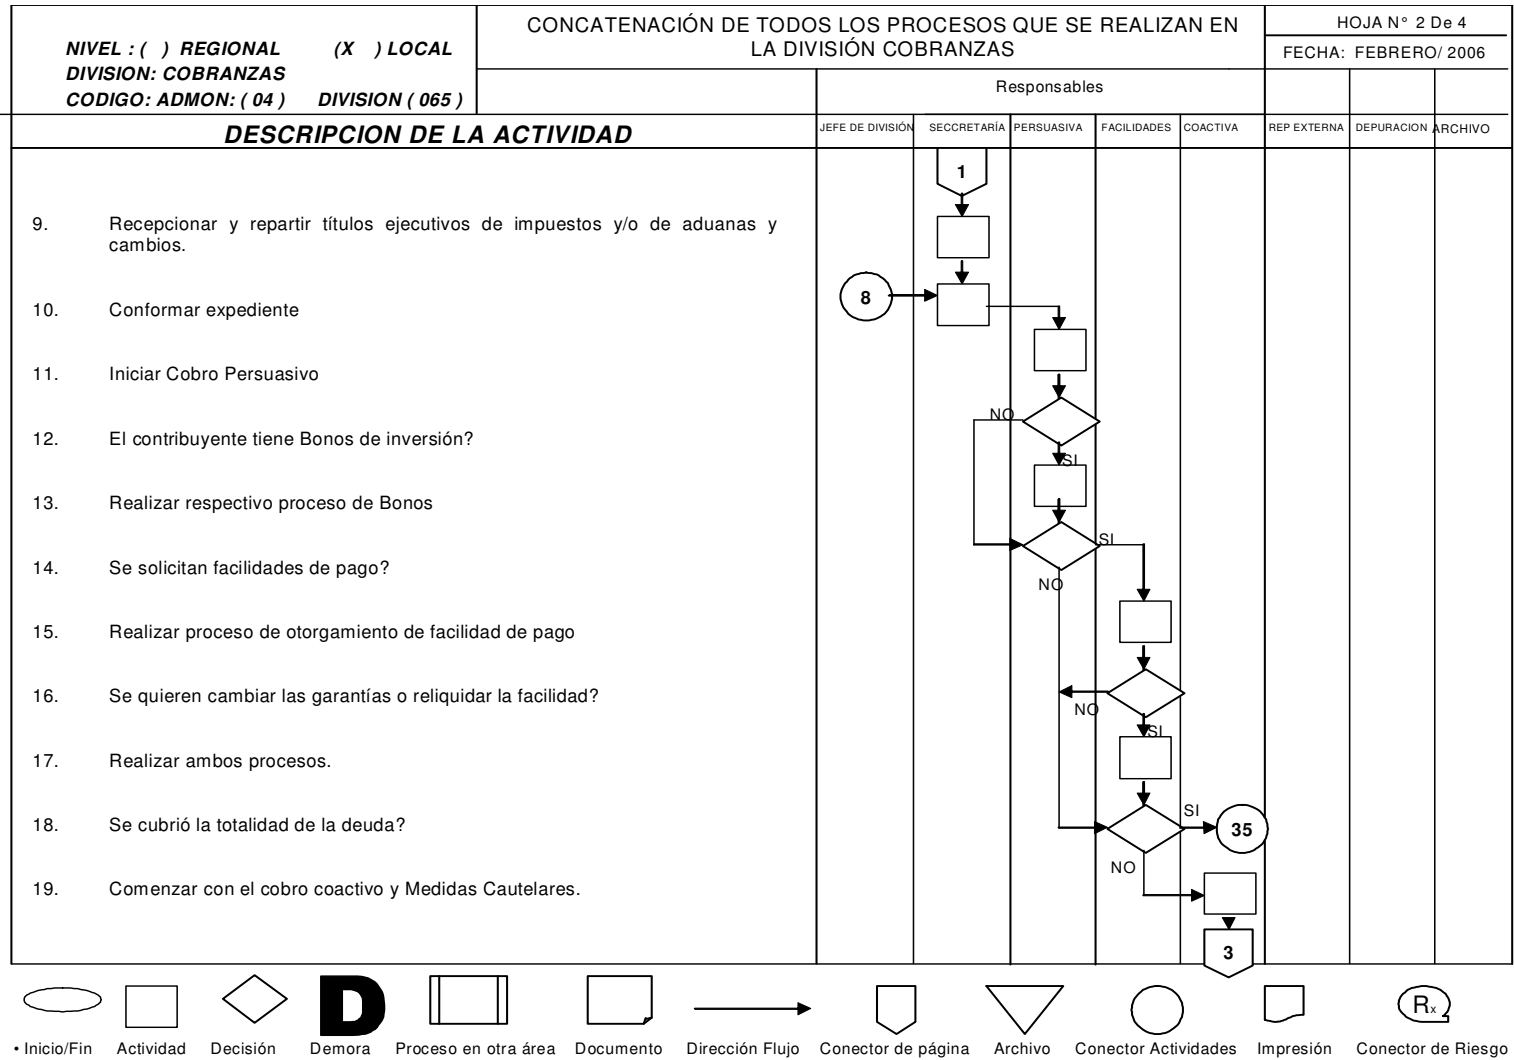 NIVEL : (  ) REGIONAL (X  ) LOCAL
DIVISION: COBRANZAS
CODIGO: ADMON: ( 04 ) DIVISION ( 065 )
CONCATENACIÓN DE TODOS LOS PROCESOS QUE SE REALIZAN EN
LA DIVISIÓN COBRANZAS
HOJA N° 2 De 4
FECHA: FEBRERO/ 2006
Responsables
DESCRIPCION DE LA ACTIVIDAD
JEFE DE DIVISIÓN SECCRETARÍA PERSUASIVA FACILIDADES COACTIVA REP EXTERNA DEPURACION ARCHIVO
1
9. Recepcionar y repartir títulos ejecutivos de impuestos y/o de aduanas y
cambios.
8
10. Conformar expediente
11. Iniciar Cobro Persuasivo
NO
12. El contribuyente tiene Bonos de inversión?
SI
13. Realizar respectivo proceso de Bonos
SI
14. Se solicitan facilidades de pago?
NO
15. Realizar proceso de otorgamiento de facilidad de pago
16. Se quieren cambiar las garantías o reliquidar la facilidad?
NO
SI
17. Realizar ambos procesos.
SI
18. Se cubrió la totalidad de la deuda?
35
NO
19. Comenzar con el cobro coactivo y Medidas Cautelares.
3
D
Rx
• Inicio/Fin Actividad Decisión Demora Proceso en otra área Documento Dirección Flujo Conector de página Archivo Conector Actividades Impresión Conector de Riesgo